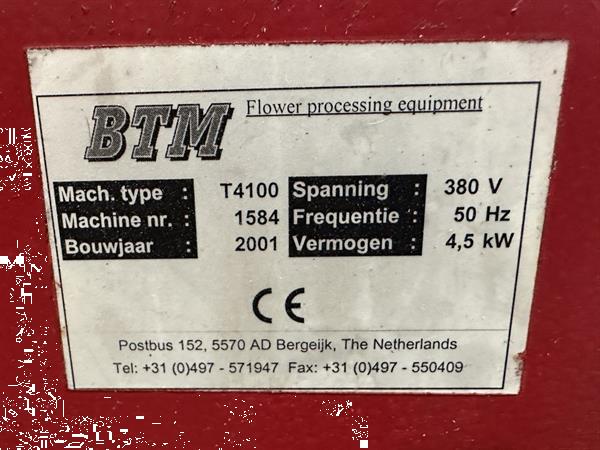 BTM Flower processing equipment
Mach. type : T4100 Spanning : 380 V
Machine nr. : 1584 Frequentie : 50 Hz
Bouwjaar : 2001 Vermogen : 4,5 kW
CE
Postbus 152, 5570 AD Bergeijk, The Netherlands
Tel: +31 (0)497 - 571947 Fax: +31 (0)497 - 550409